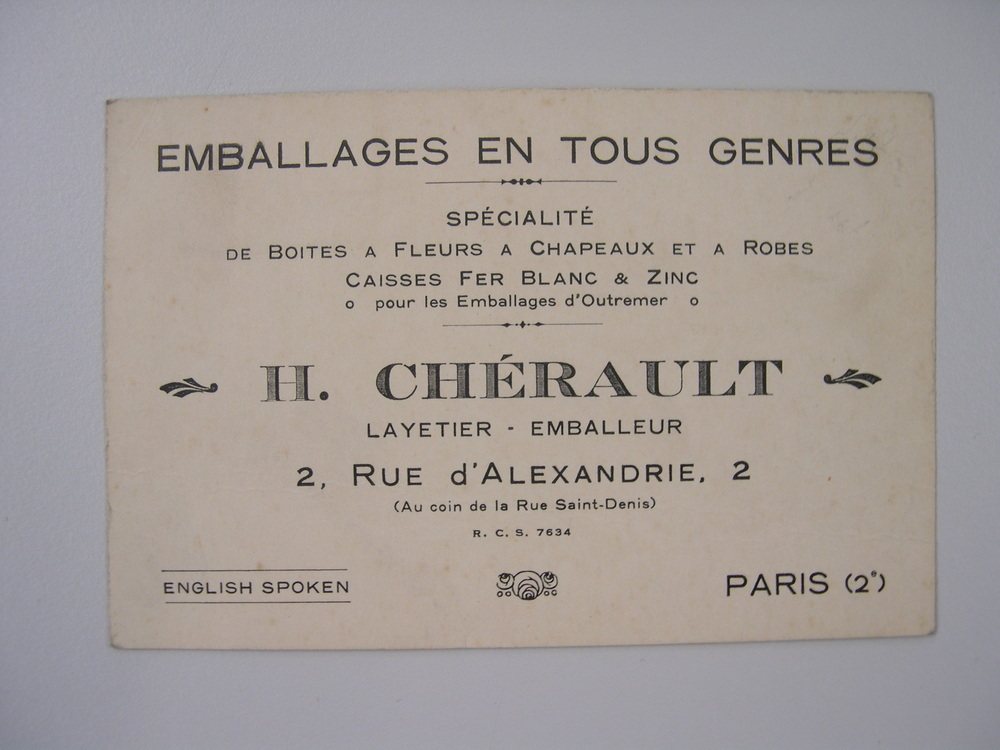 EMBALLAGES EN TOUS GENRES
SPÉCIALITÉ
DE BOITES A FLEURS A CHAPEAUX ET A ROBES
CAISSES FER BLANC & ZINC
o pour les Emballages d'Outremer o
H. CHÉRAULT
LAYETIER - EMBALLEUR
2, RUE d'ALEXANDRIE, 2
(Au coin de la Rue Saint-Denis)
R. C. S. 7634
ENGLISH SPOKEN
PARIS (2°)